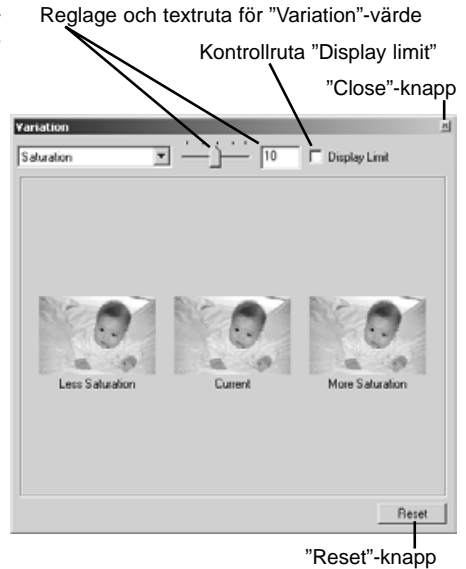 Reglage och textruta för ”Variation”-värde
Kontrollruta ”Display limit”
”Close”-knapp
Variation
Saturation 10 Display Limit
Less Saturation Current More Saturation
Reset
”Reset”-knapp